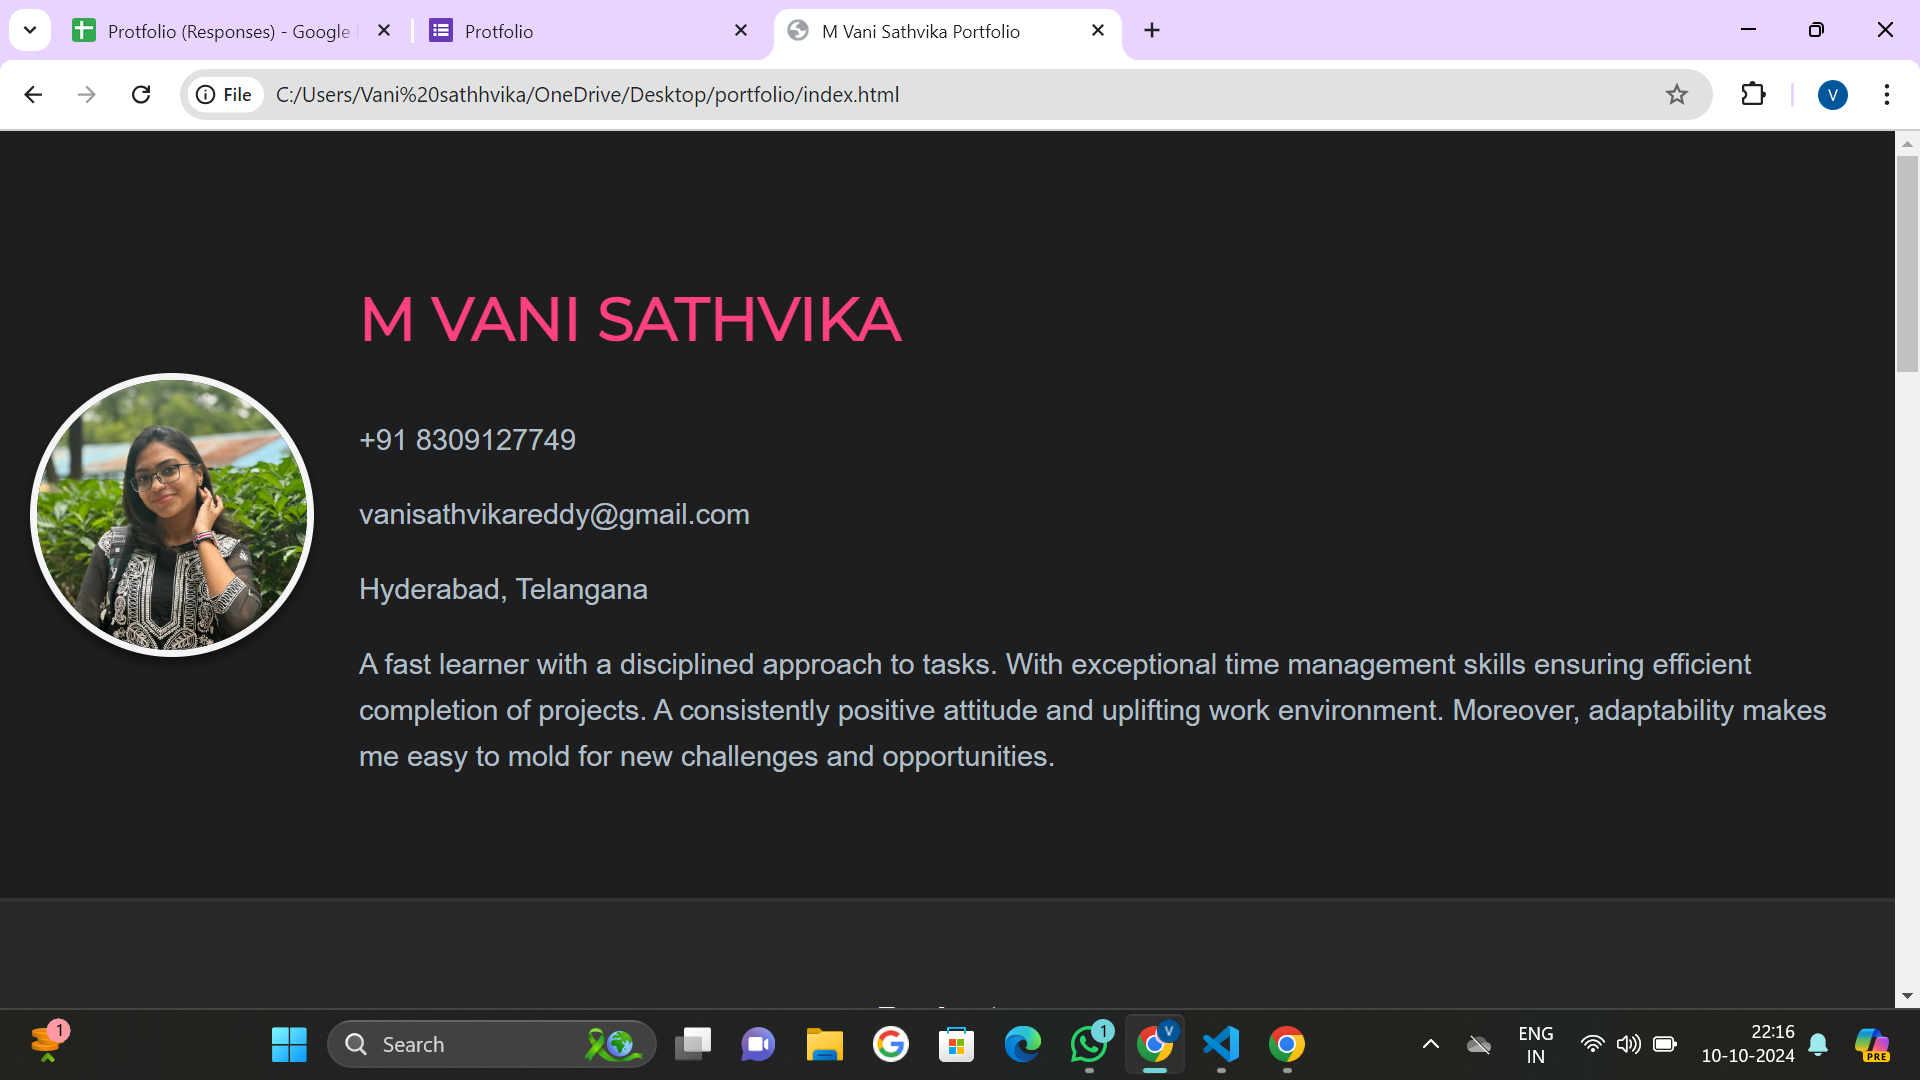 Protfolio (Responses) - Google
Protfolio
M Vani Sathvika Portfolio
File
C:/Users/Vani%20sathhvika/OneDrive/Desktop/portfolio/index.html
V
M VANI SATHVIKA
+91 8309127749
vanisathvikareddy@gmail.com
Hyderabad, Telangana
A fast learner with a disciplined approach to tasks. With exceptional time management skills ensuring efficient
completion of projects. A consistently positive attitude and uplifting work environment. Moreover, adaptability makes
me easy to mold for new challenges and opportunities.
1
Search
1
V
ENG
IN
22:16
10-10-2024
PRE